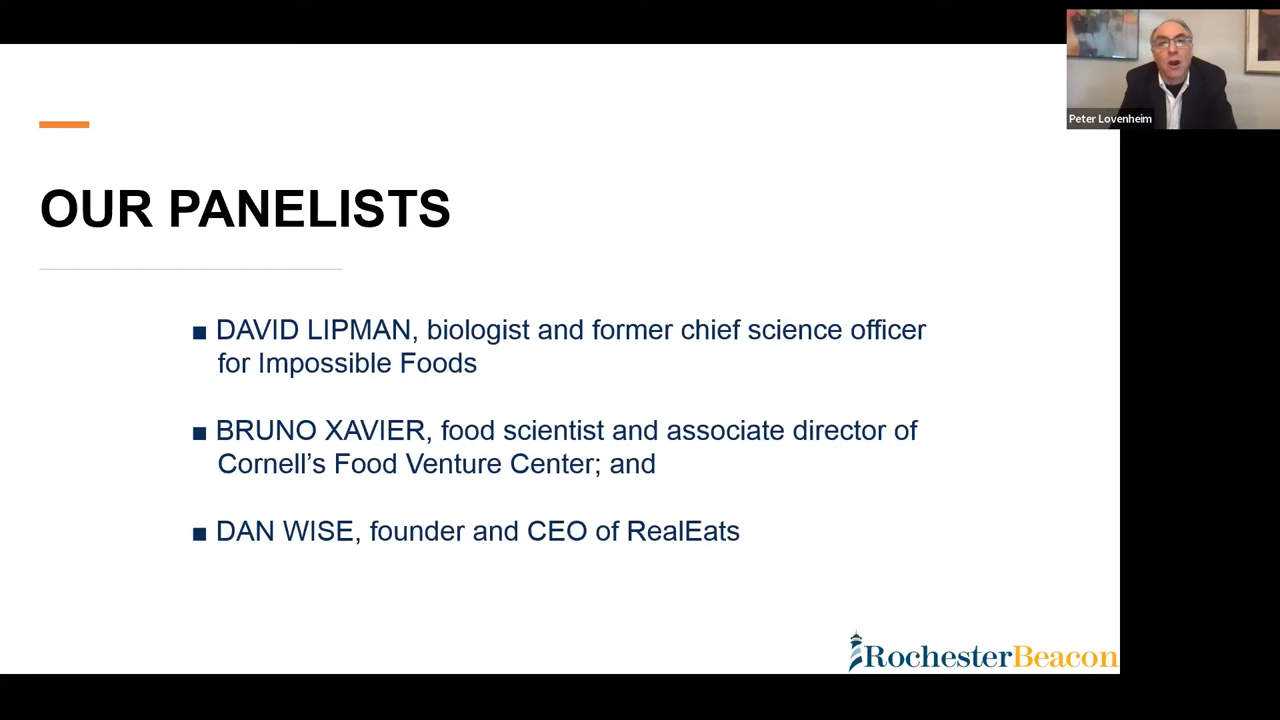 Peter Lovenheim
OUR PANELISTS
■ DAVID LIPMAN, biologist and former chief science officer
for Impossible Foods
■ BRUNO XAVIER, food scientist and associate director of
Cornell’s Food Venture Center; and
■ DAN WISE, founder and CEO of RealEats
RochesterBeacon